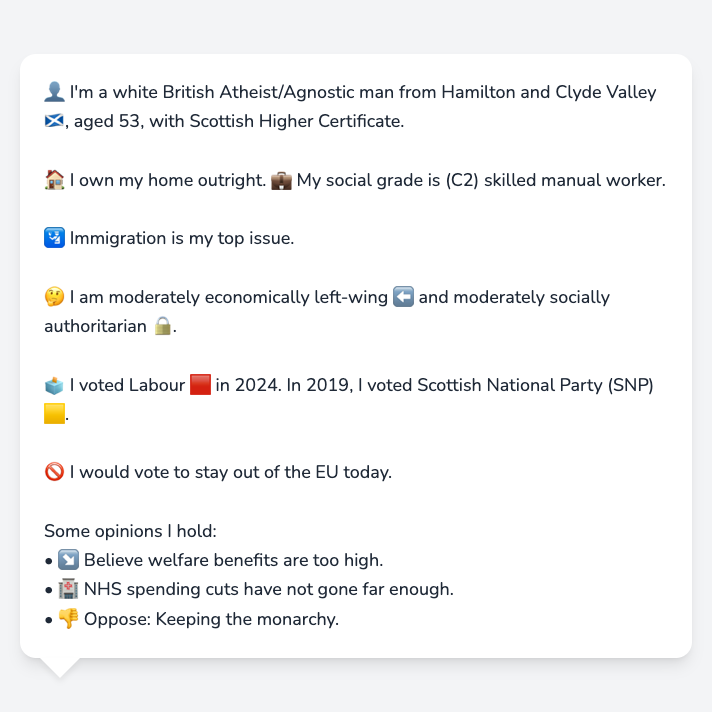 👤 I'm a white British Atheist/Agnostic man from Hamilton and Clyde Valley
🏴󠁧󠁢󠁳󠁣󠁴󠁿, aged 53, with Scottish Higher Certificate.
🏠 I own my home outright. 💼 My social grade is (C2) skilled manual worker.
🛂 Immigration is my top issue.
🤔 I am moderately economically left-wing ⬅️ and moderately socially
authoritarian 🔒.
🗳️ I voted Labour 🟥 in 2024. In 2019, I voted Scottish National Party (SNP)
🟨.
🚫 I would vote to stay out of the EU today.
Some opinions I hold:
• ↘️ Believe welfare benefits are too high.
• 🏥 NHS spending cuts have not gone far enough.
• 👎 Oppose: Keeping the monarchy.